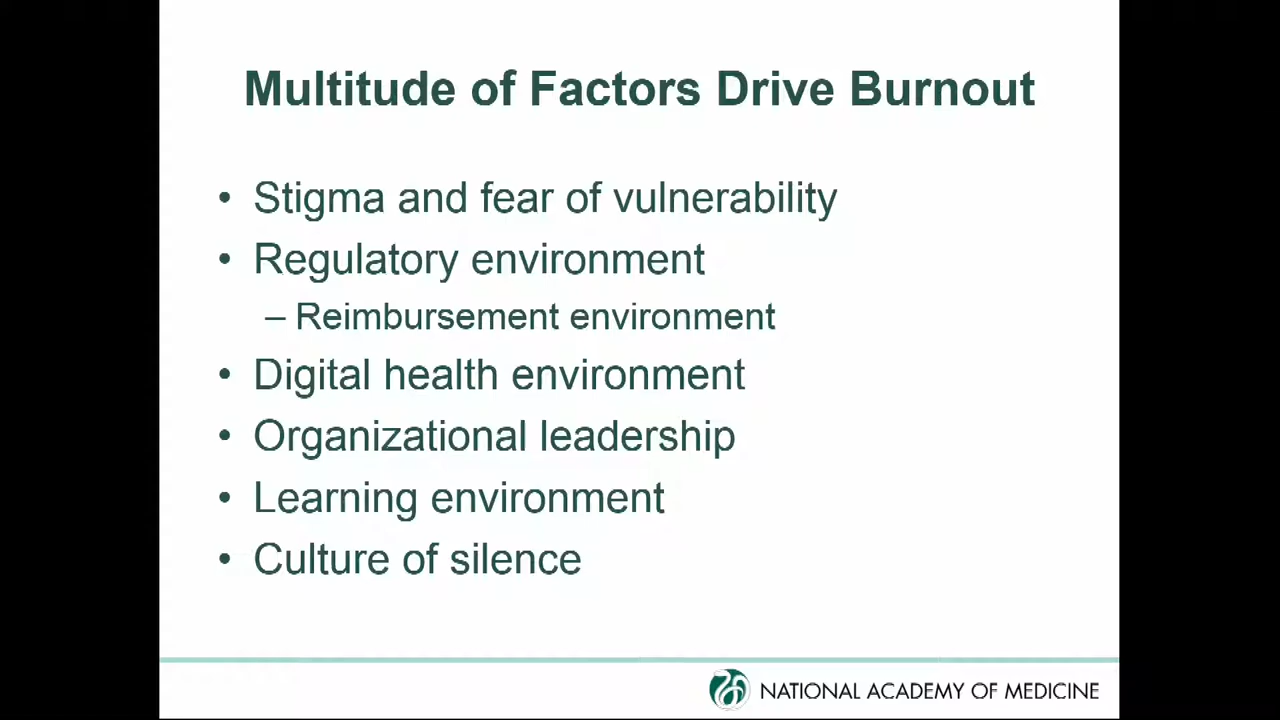 Multitude of Factors Drive Burnout
• Stigma and fear of vulnerability
• Regulatory environment
– Reimbursement environment
• Digital health environment
• Organizational leadership
• Learning environment
• Culture of silence
NATIONAL ACADEMY OF MEDICINE